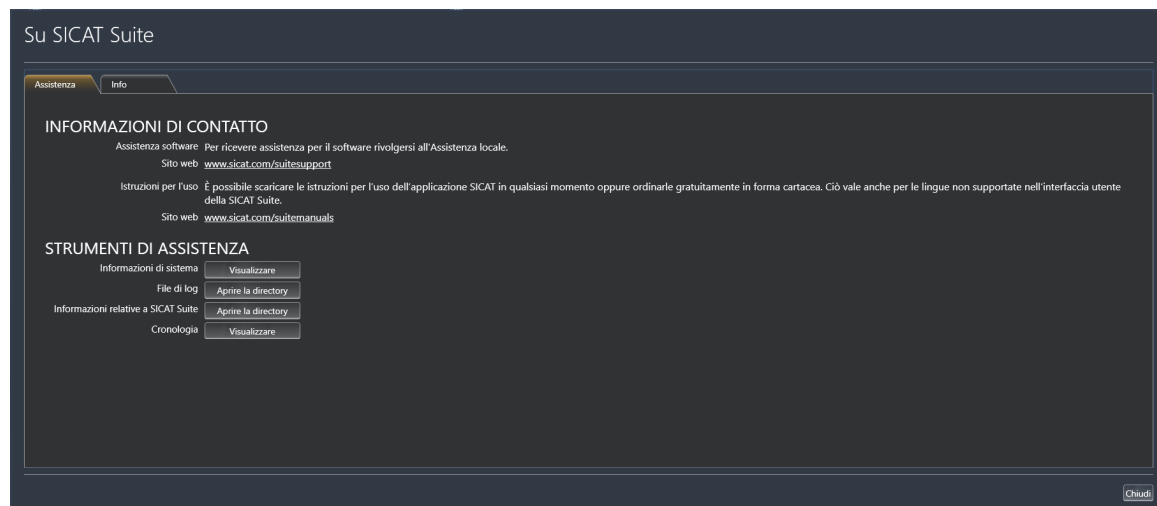 Su SICAT Suite
Assistenza Info
INFORMAZIONI DI CONTATTO
Assistenza software Per ricevere assistenza per il software rivolgersi all'Assistenza locale.
Sito web www.sicat.com/suitesupport
Istruzioni per l'uso È possibile scaricare le istruzioni per l'uso dell'applicazione SICAT in qualsiasi momento oppure ordinarle gratuitamente in forma cartacea. Ciò vale anche per le lingue non supportate nell'interfaccia utente
della SICAT Suite.
Sito web www.sicat.com/suitemanuals
STRUMENTI DI ASSISTENZA
Informazioni di sistema Visualizzare
File di log Aprire la directory
Informazioni relative a SICAT Suite Aprire la directory
Cronologia Visualizzare
Chiudi